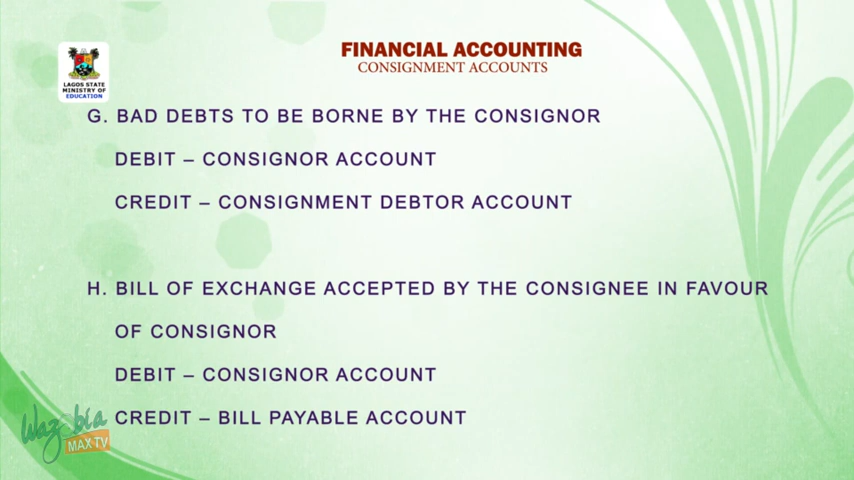 FINANCIAL ACCOUNTING
CONSIGNMENT ACCOUNTS
LAGOS STATE
MINISTRY OF
EDUCATION
G. BAD DEBTS TO BE BORNE BY THE CONSIGNOR
DEBIT – CONSIGNOR ACCOUNT
CREDIT – CONSIGNMENT DEBTOR ACCOUNT
H. BILL OF EXCHANGE ACCEPTED BY THE CONSIGNEE IN FAVOUR
OF CONSIGNOR
DEBIT – CONSIGNOR ACCOUNT
CREDIT – BILL PAYABLE ACCOUNT
Wazobia
MAX TV